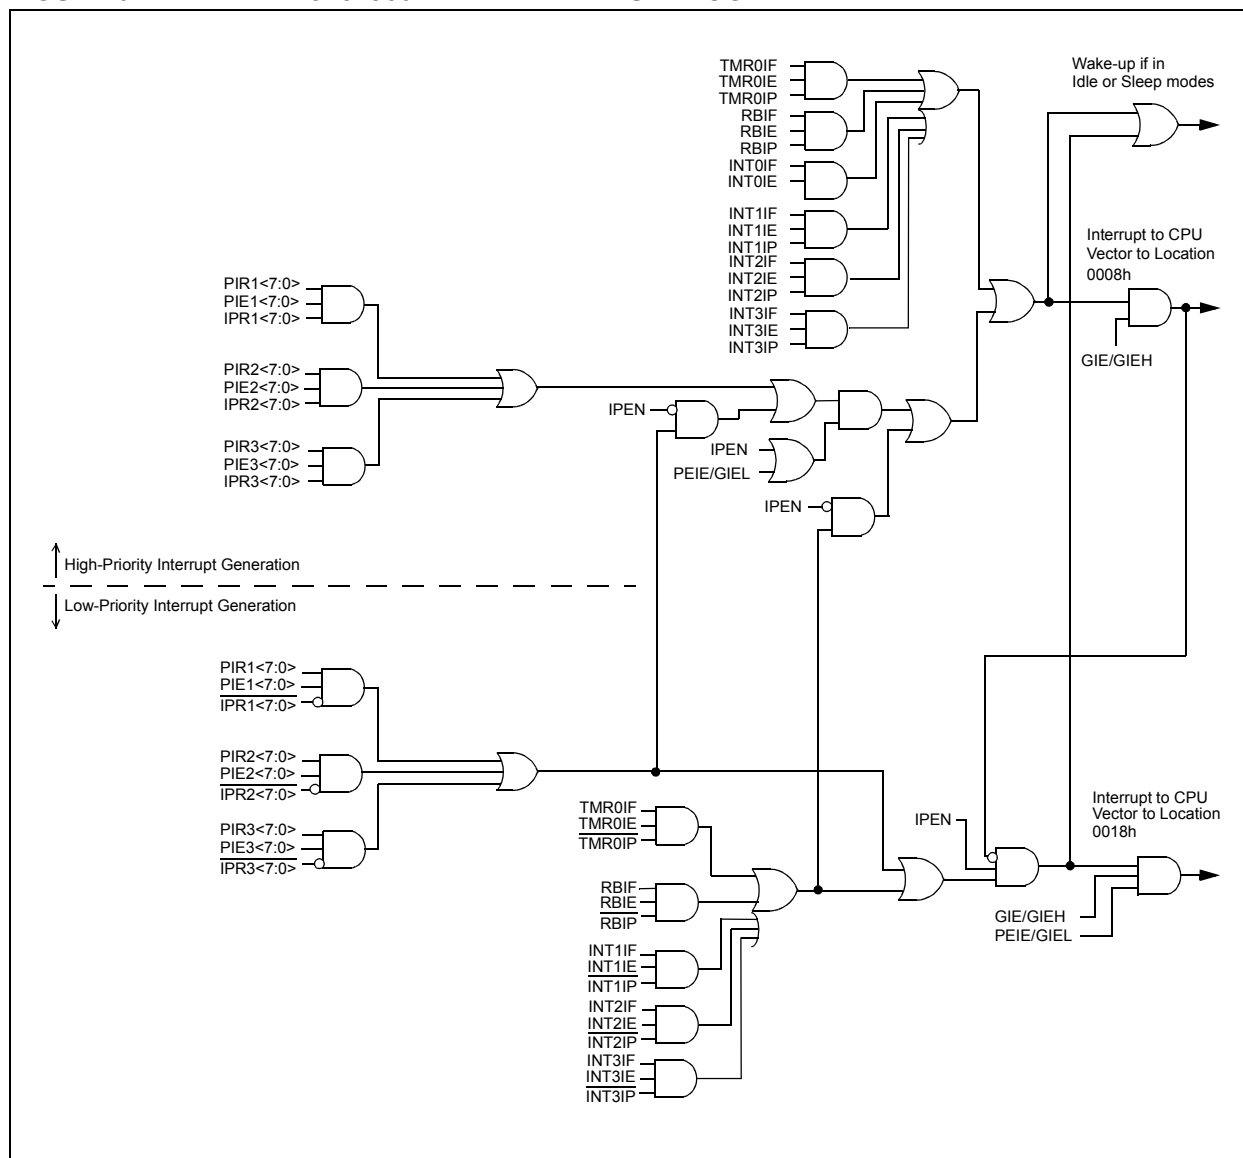 TMR0IF
TMR0IE
TMR0IP
RBIF
RBIE
RBIP
INT0IF
INT0IE
INT1IF
INT1IE
INT1IP
INT2IF
INT2IE
INT2IP
INT3IF
INT3IE
INT3IP
Wake-up if in
Idle or Sleep modes
Interrupt to CPU
Vector to Location
0008h
GIE/GIEH
PIR1<7:0>
PIE1<7:0>
IPR1<7:0>
PIR2<7:0>
PIE2<7:0>
IPR2<7:0>
PIR3<7:0>
PIE3<7:0>
IPR3<7:0>
IPEN
IPEN
PEIE/GIEL
IPEN
High-Priority Interrupt Generation
Low-Priority Interrupt Generation
PIR1<7:0>
PIE1<7:0>
IPR1<7:0>
PIR2<7:0>
PIE2<7:0>
IPR2<7:0>
PIR3<7:0>
PIE3<7:0>
IPR3<7:0>
TMR0IF
TMR0IE
TMR0IP
RBIF
RBIE
RBIP
INT1IF
INT1IE
INT1IP
INT2IF
INT2IE
INT2IP
INT3IF
INT3IE
INT3IP
IPEN
Interrupt to CPU
Vector to Location
0018h
GIE/GIEH
PEIE/GIEL